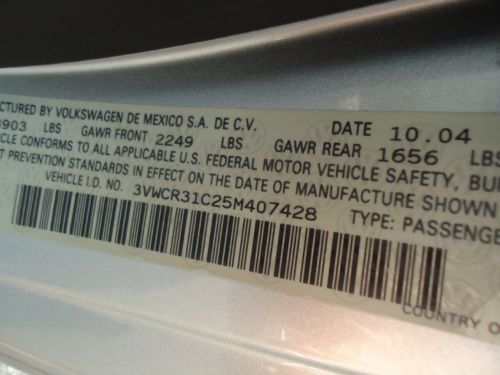 ACTURED BY VOLKSWAGEN DE MEXICO S.A. DE C.V. DATE 10.04
903 LBS GAWR FRONT 2249 LBS GAWR REAR 1656 LBS
CLE CONFORMS TO ALL APPLICABLE U.S. FEDERAL MOTOR VEHICLE SAFETY, BU
T PREVENTION STANDARDS IN EFFECT ON THE DATE OF MANUFACTURE SHOWN
VEHICLE I.D. NO. 3VWCR31C25M407428 TYPE: PASSENGE
COUNTRY O